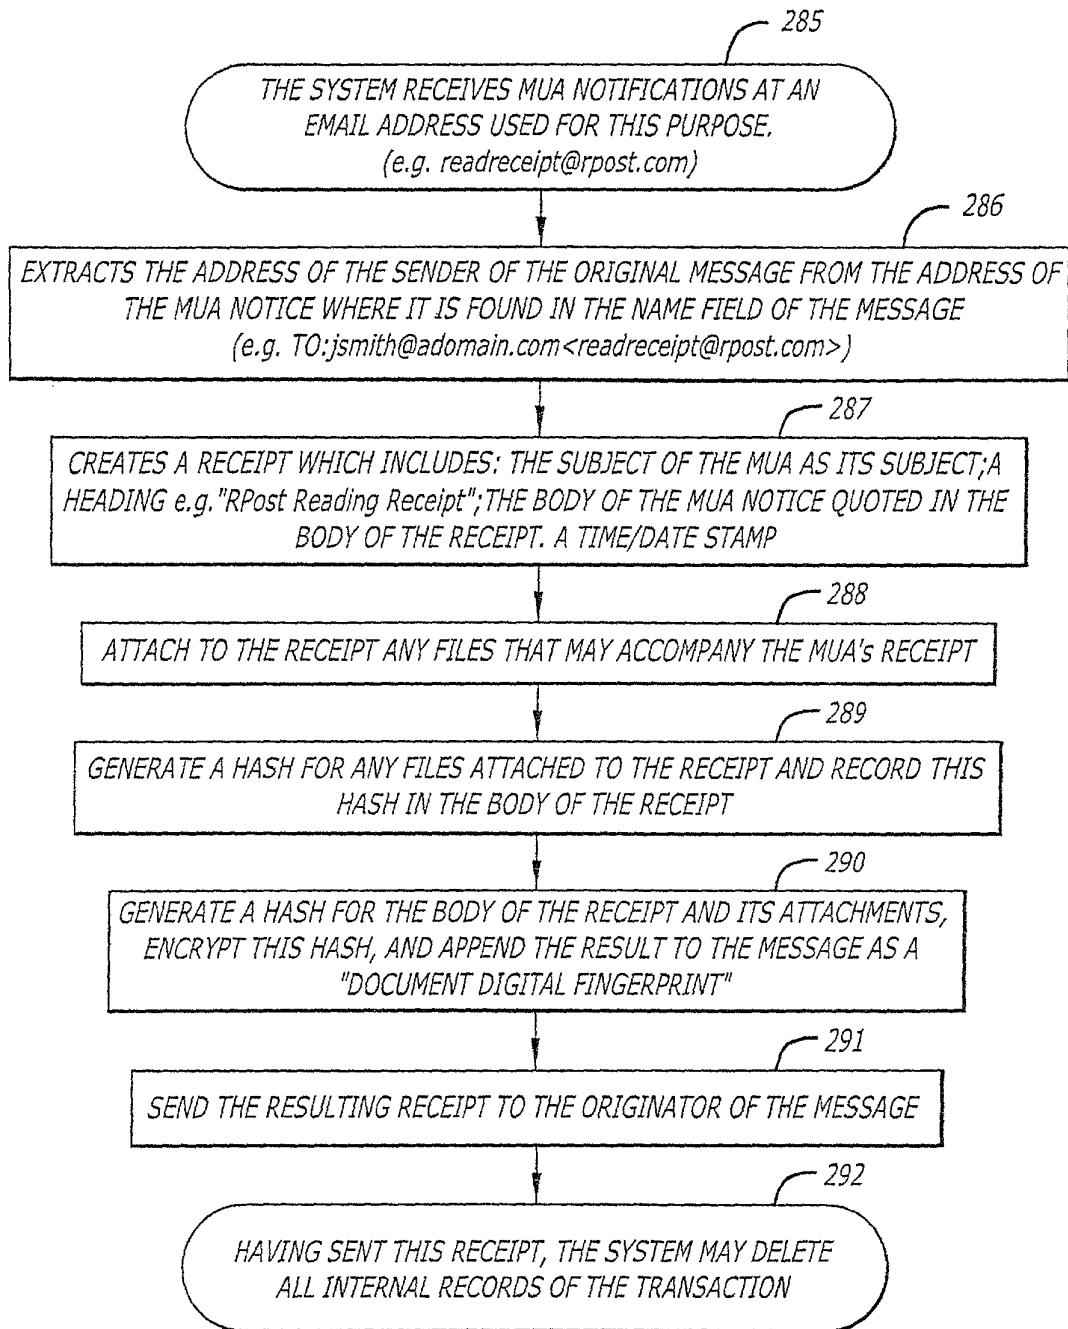 285
THE SYSTEM RECEIVES MUA NOTIFICATIONS AT AN
EMAIL ADDRESS USED FOR THIS PURPOSE.
(e.g. readreceipt@rpost.com)
286
EXTRACTS THE ADDRESS OF THE SENDER OF THE ORIGINAL MESSAGE FROM THE ADDRESS OF
THE MUA NOTICE WHERE IT IS FOUND IN THE NAME FIELD OF THE MESSAGE
(e.g. TO:jsmith@adomain.com<readreceipt@rpost.com>)
287
CREATES A RECEIPT WHICH INCLUDES: THE SUBJECT OF THE MUA AS ITS SUBJECT;A
HEADING e.g."RPost Reading Receipt";THE BODY OF THE MUA NOTICE QUOTED IN THE
BODY OF THE RECEIPT. A TIME/DATE STAMP
288
ATTACH TO THE RECEIPT ANY FILES THAT MAY ACCOMPANY THE MUA's RECEIPT
289
GENERATE A HASH FOR ANY FILES ATTACHED TO THE RECEIPT AND RECORD THIS
HASH IN THE BODY OF THE RECEIPT
290
GENERATE A HASH FOR THE BODY OF THE RECEIPT AND ITS ATTACHMENTS,
ENCRYPT THIS HASH, AND APPEND THE RESULT TO THE MESSAGE AS A
"DOCUMENT DIGITAL FINGERPRINT"
291
SEND THE RESULTING RECEIPT TO THE ORIGINATOR OF THE MESSAGE
292
HAVING SENT THIS RECEIPT, THE SYSTEM MAY DELETE
ALL INTERNAL RECORDS OF THE TRANSACTION